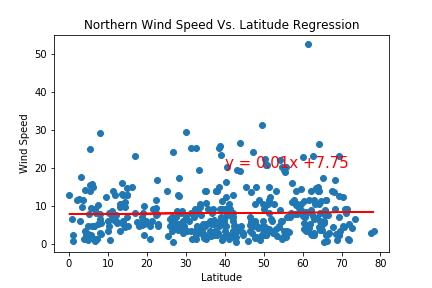 Northern Wind Speed Vs. Latitude Regression
50
40
30
20
10
0
Wind Speed
y = 0.01x +7.75
0 10 20 30 40 50 60 70 80
Latitude